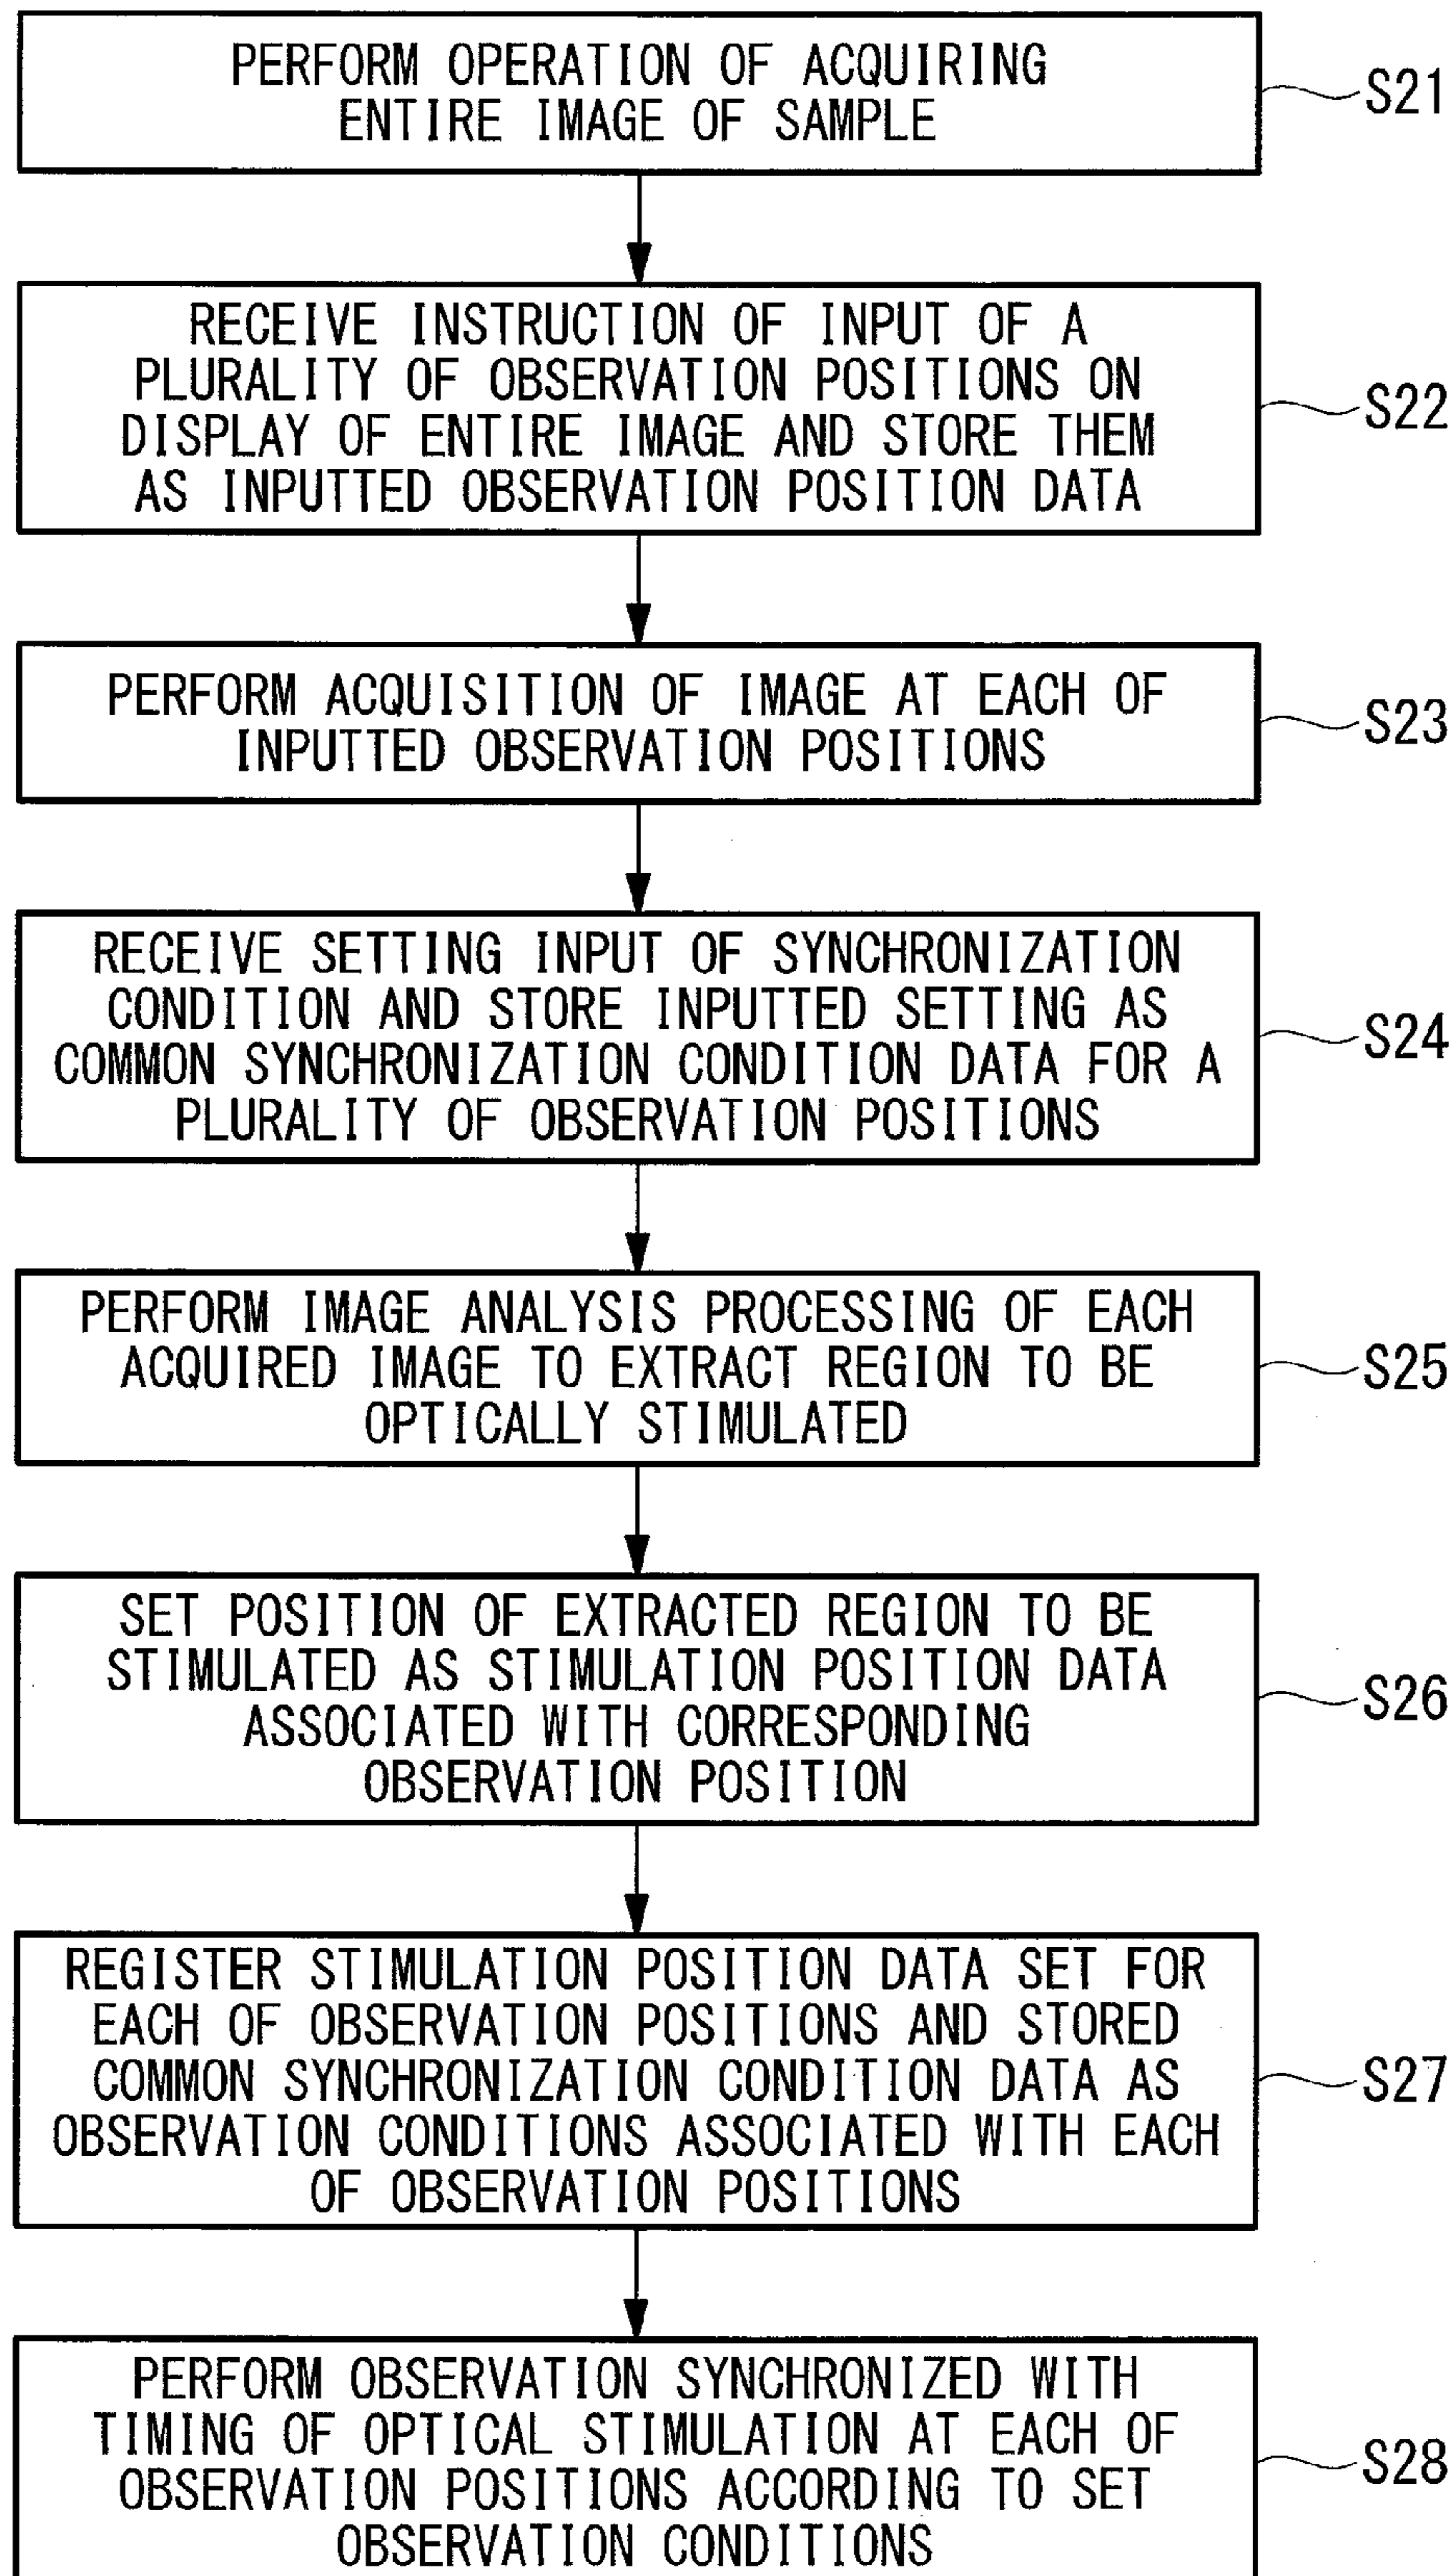 PERFORM OPERATION OF ACQUIRING
ENTIRE IMAGE OF SAMPLE
S21
RECEIVE INSTRUCTION OF INPUT OF A
PLURALITY OF OBSERVATION POSITIONS ON
DISPLAY OF ENTIRE IMAGE AND STORE THEM
AS INPUTTED OBSERVATION POSITION DATA
S22
PERFORM ACQUISITION OF IMAGE AT EACH OF
INPUTTED OBSERVATION POSITIONS
S23
RECEIVE SETTING INPUT OF SYNCHRONIZATION
CONDITION AND STORE INPUTTED SETTING AS
COMMON SYNCHRONIZATION CONDITION DATA FOR A
PLURALITY OF OBSERVATION POSITIONS
S24
PERFORM IMAGE ANALYSIS PROCESSING OF EACH
ACQUIRED IMAGE TO EXTRACT REGION TO BE
OPTICALLY STIMULATED
S25
SET POSITION OF EXTRACTED REGION TO BE
STIMULATED AS STIMULATION POSITION DATA
ASSOCIATED WITH CORRESPONDING
OBSERVATION POSITION
S26
REGISTER STIMULATION POSITION DATA SET FOR
EACH OF OBSERVATION POSITIONS AND STORED
COMMON SYNCHRONIZATION CONDITION DATA AS
OBSERVATION CONDITIONS ASSOCIATED WITH EACH
OF OBSERVATION POSITIONS
S27
PERFORM OBSERVATION SYNCHRONIZED WITH
TIMING OF OPTICAL STIMULATION AT EACH OF
OBSERVATION POSITIONS ACCORDING TO SET
OBSERVATION CONDITIONS
S28